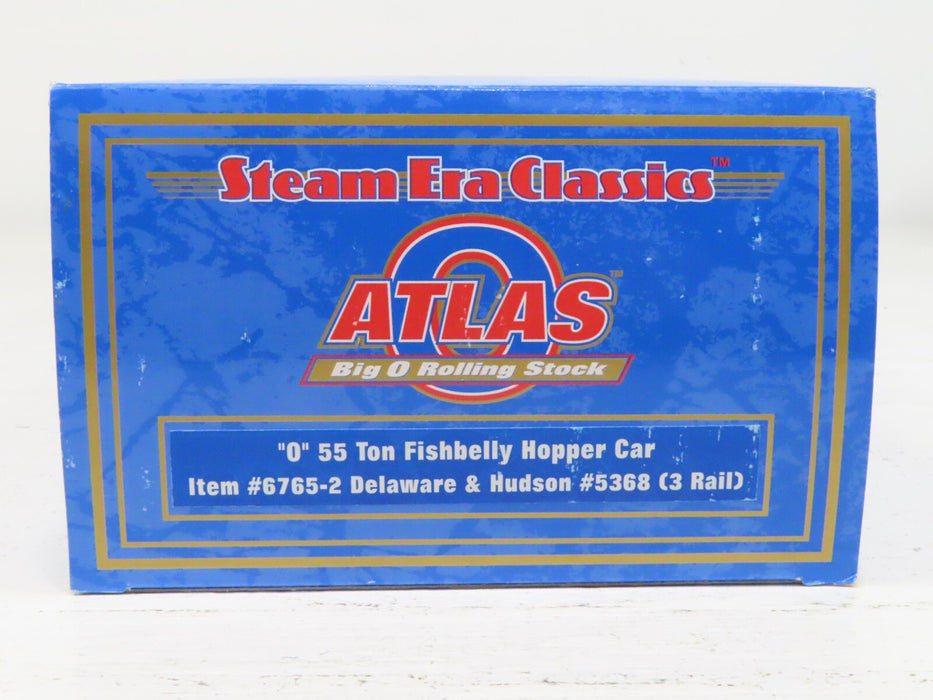 Steam Era Classics™
ATLAS™
O
Big O Rolling Stock
"O" 55 Ton Fishbelly Hopper Car
Item #6765-2 Delaware & Hudson #5368 (3 Rail)